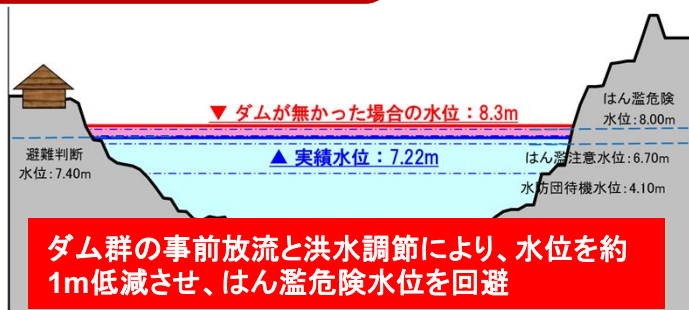 ▼ ダムが無かった場合の水位：8.3m
はん濫危険
水位:8.00m
避難判断
水位:7.40m
▲ 実績水位：7.22m
はん濫注意水位:6.70m
水防団待機水位:4.10m
ダム群の事前放流と洪水調節により、水位を約
1m低減させ、はん濫危険水位を回避